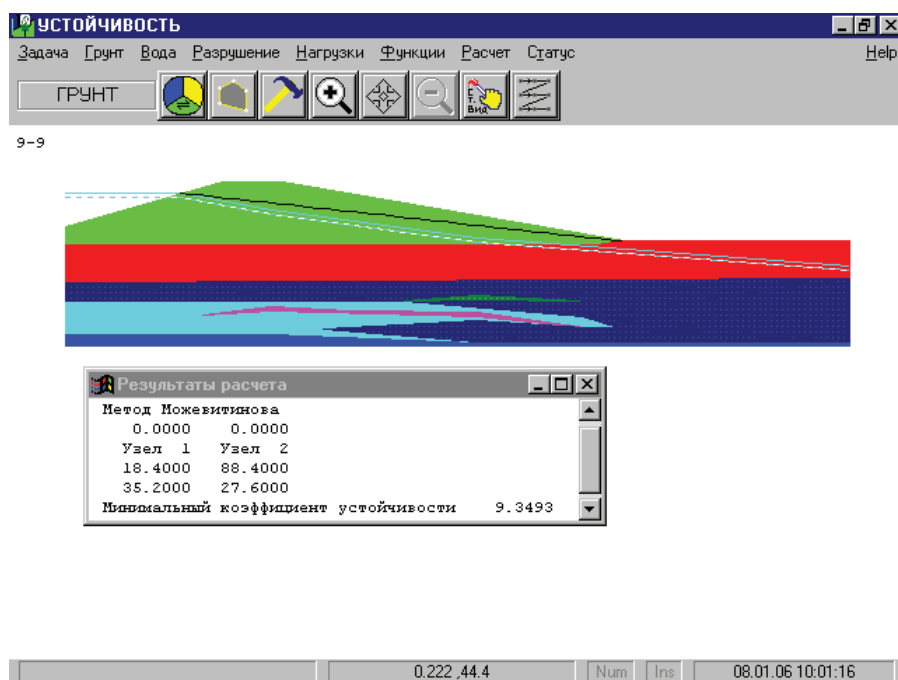 УСТОЙЧИВОСТЬ
Задача Грунт Вода Разрушение Нагрузки Функции Расчет Статус Help
ГРУНТ
С
Т.
Вид
9-9
Результаты расчета
Метод Можевитинова
0.0000 0.0000
Узел 1 Узел 2
18.4000 88.4000
35.2000 27.6000
Минимальный коэффициент устойчивости 9.3493
0.222 ,44.4 Num Ins 08.01.06 10:01:16